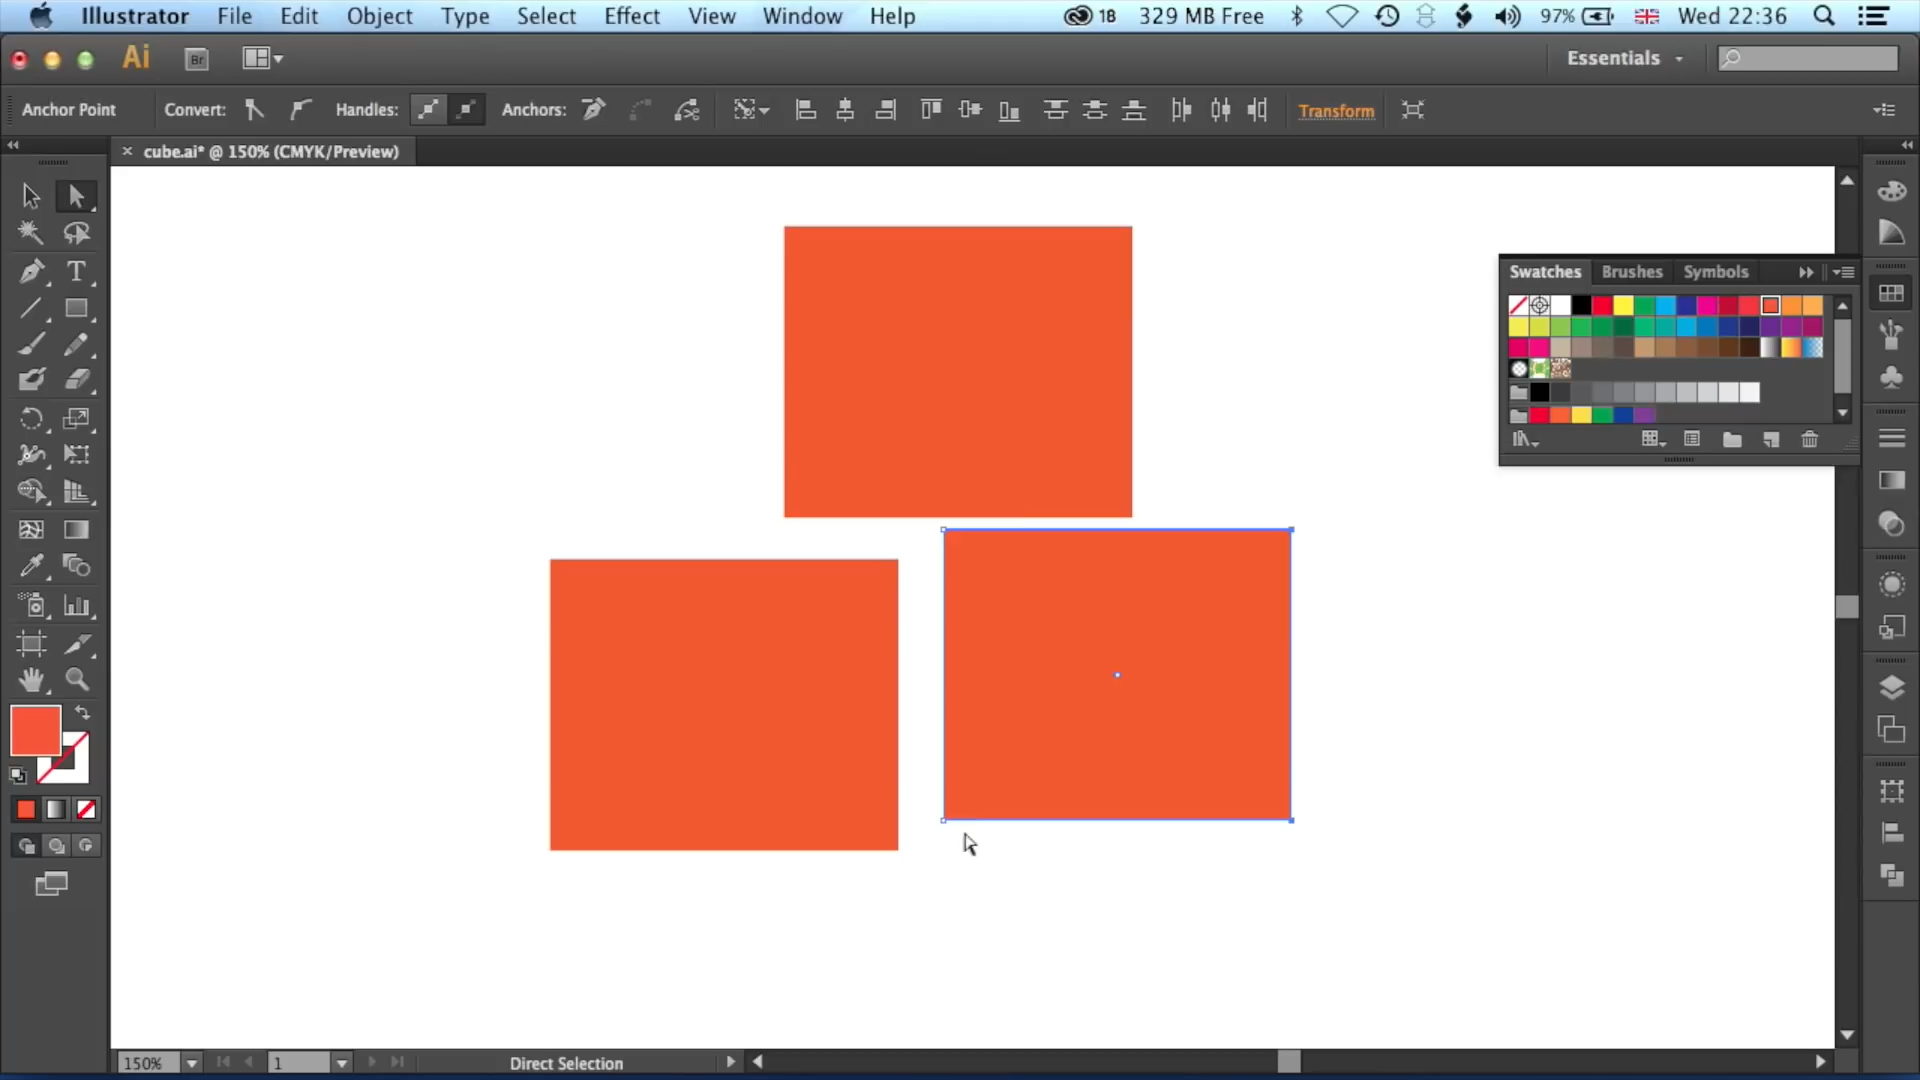 Illustrator File Edit Object Type Select Effect View Window Help 18 329 MB Free 97% Wed 22:36
Ai Br Essentials
Anchor Point Convert: Handles: Anchors: Transform
× cube.ai* @ 150% (CMYK/Preview)
T
Swatches Brushes Symbols
150% 1 Direct Selection